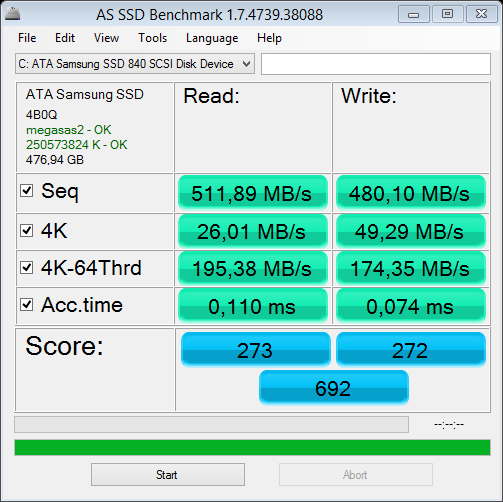 AS SSD Benchmark 1.7.4739.38088
File Edit View Tools Language Help
C: ATA Samsung SSD 840 SCSI Disk Device
ATA Samsung SSD
4B0Q
megasas2 - OK
250573824 K - OK
476,94 GB
Read: Write:
Seq 511,89 MB/s 480,10 MB/s
4K 26,01 MB/s 49,29 MB/s
4K-64Thrd 195,38 MB/s 174,35 MB/s
Acc.time 0,110 ms 0,074 ms
Score: 273 272
692
--:--:--
Start Abort